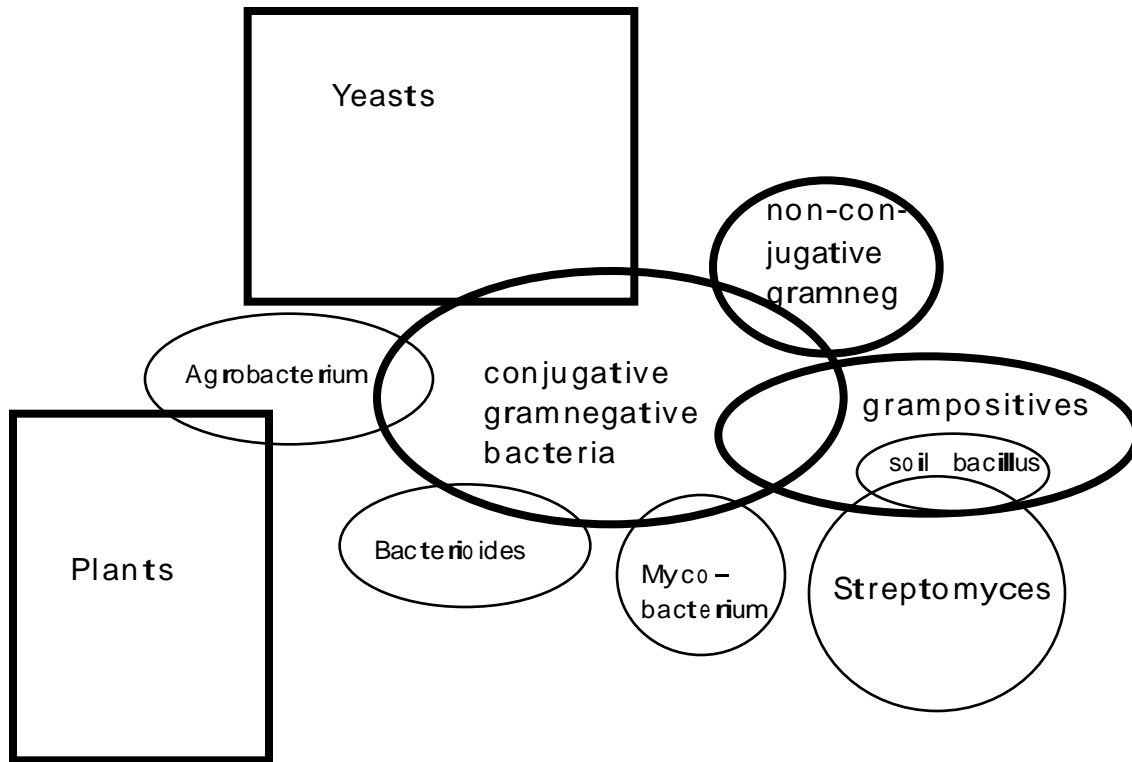 Yeasts
non-con-
jugative
gramneg
Agrobacterium
conjugative
gramnegative
bacteria
grampositives
soil bacillus
Bacterioides
Plants
Myco-
bacterium
Streptomyces